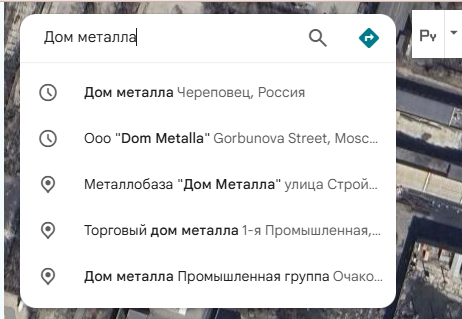 Дом металла
Дом металла Череповец, Россия
Ооо "Dom Metalla" Gorbunova Street, Mosc...
Металлобаза "Дом Металла" улица Строй...
Торговый дом металла 1-я Промышленная,...
Дом металла Промышленная группа Очако...